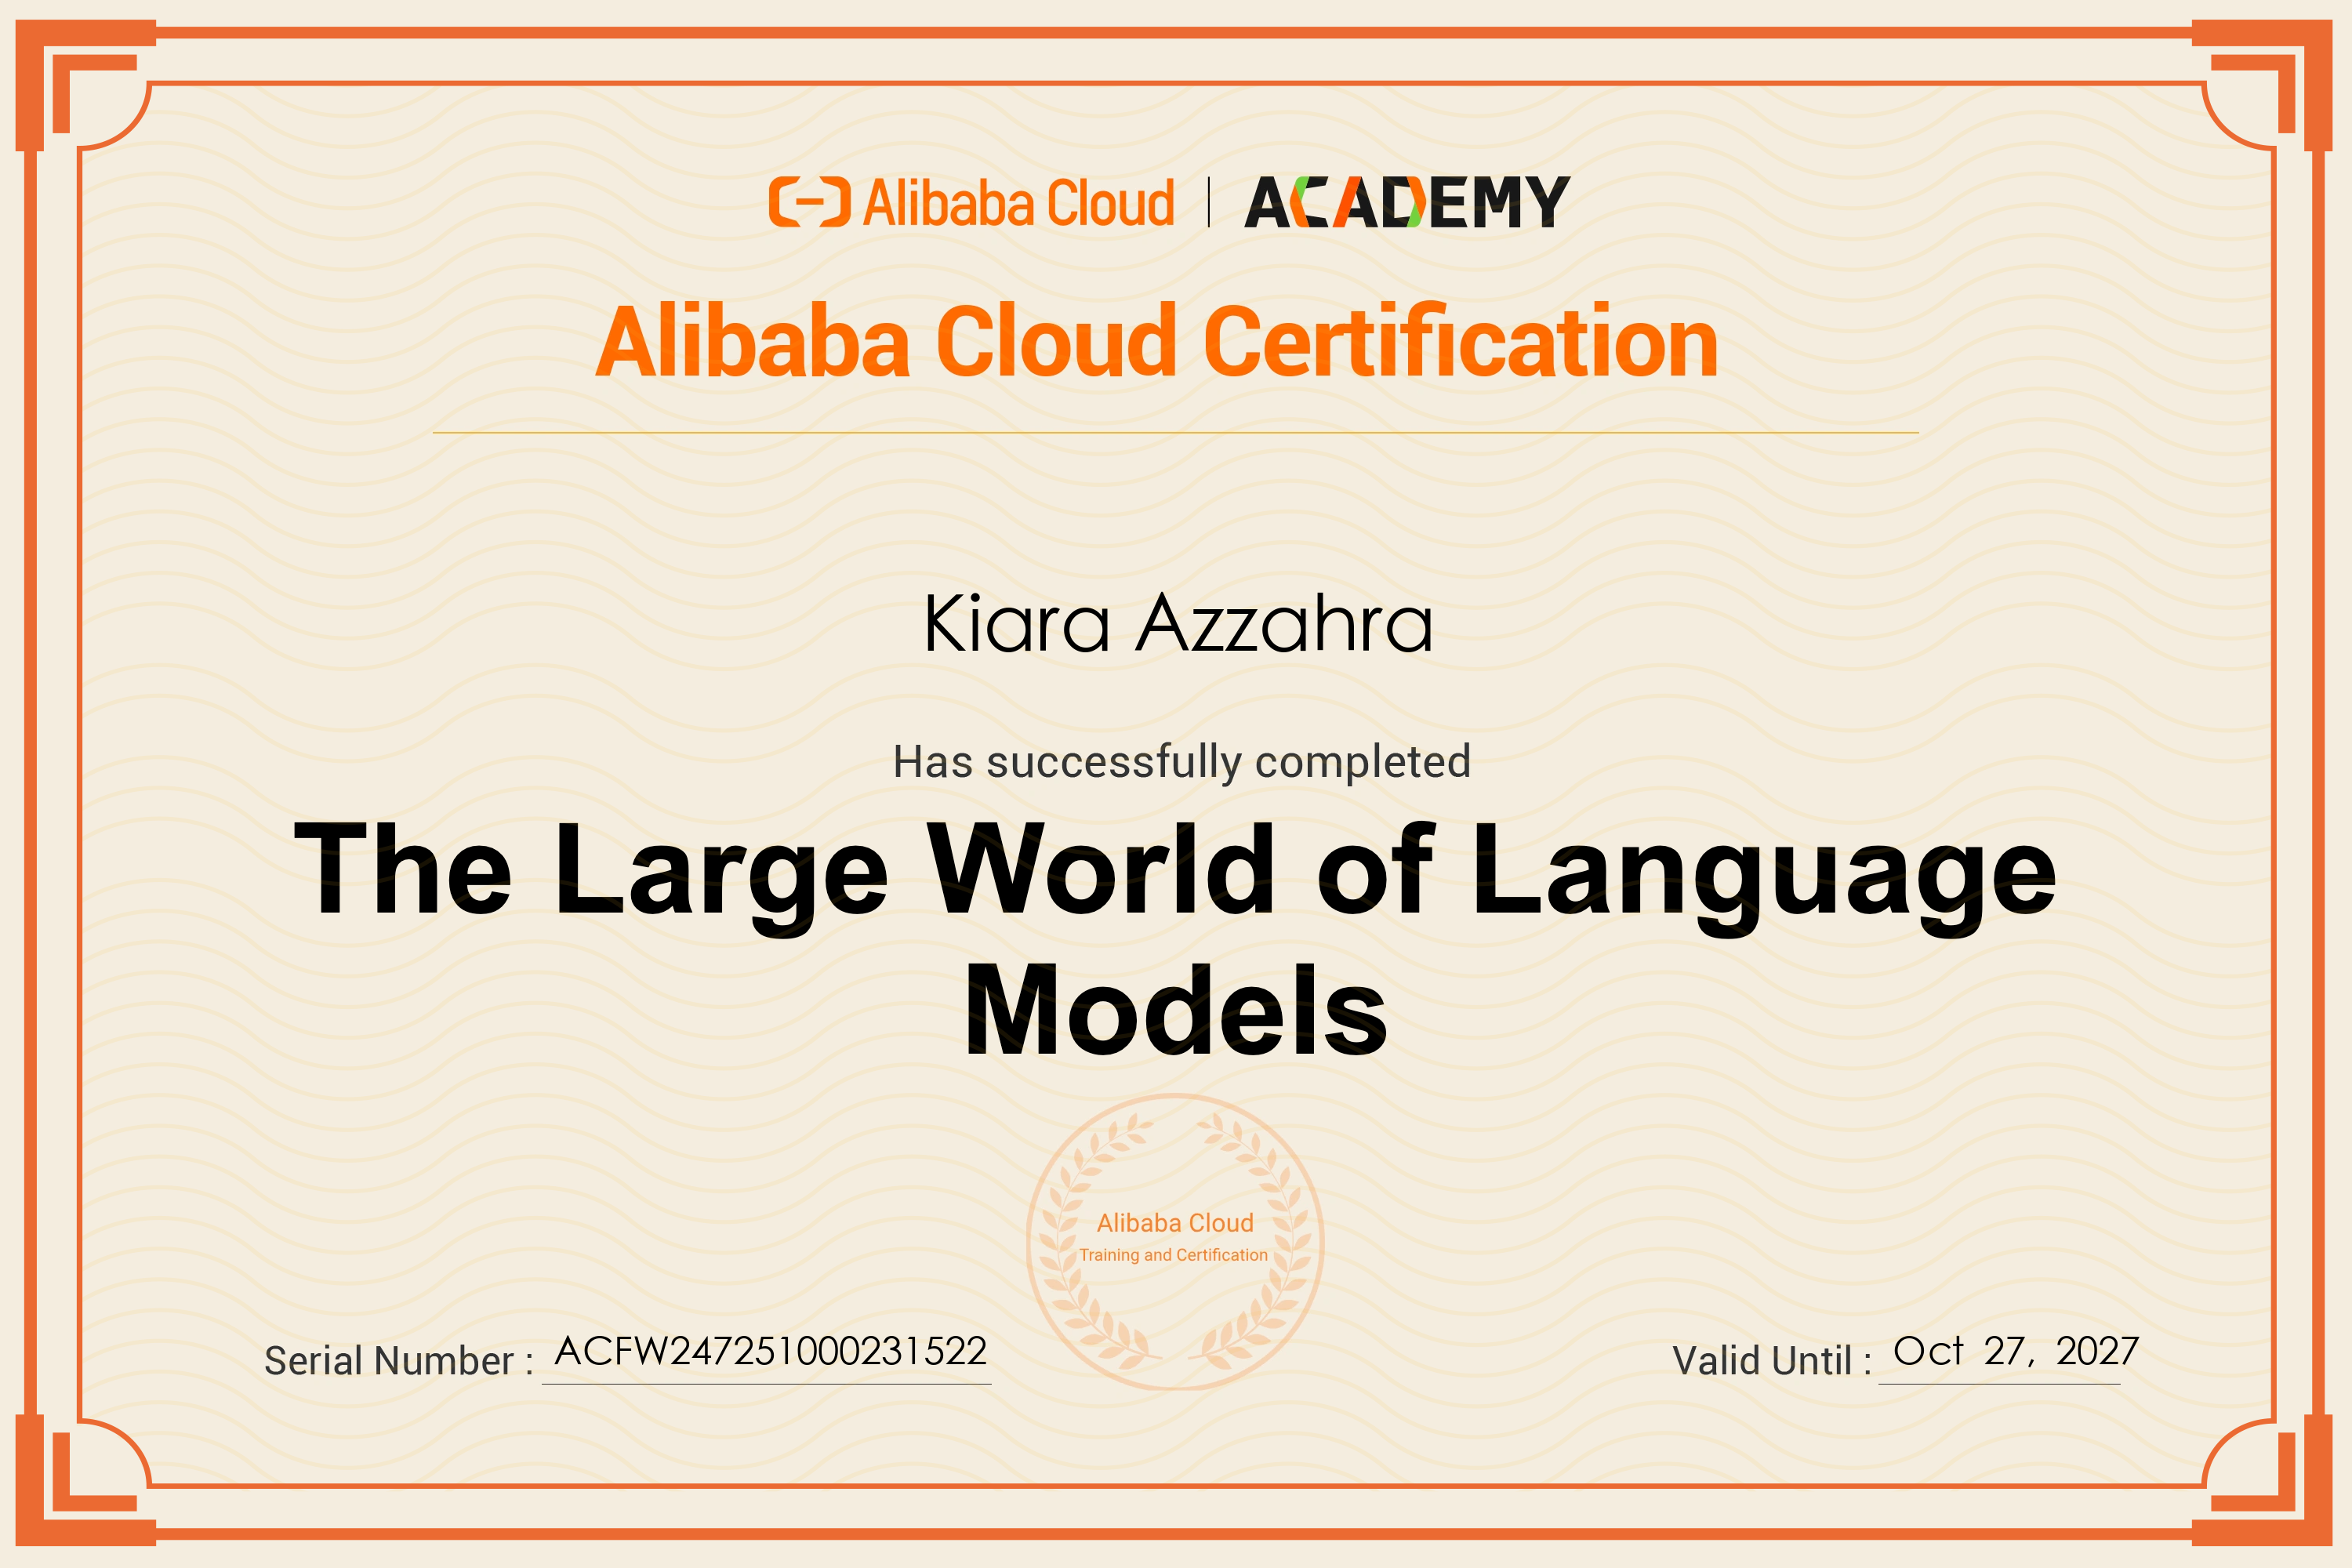 Alibaba Cloud | ACADEMY
Alibaba Cloud Certification
Kiara Azzahra
Has successfully completed
The Large World of Language
Models
Alibaba Cloud
Training and Certification
Serial Number : ACFW247251000231522
Valid Until : Oct 27, 2027